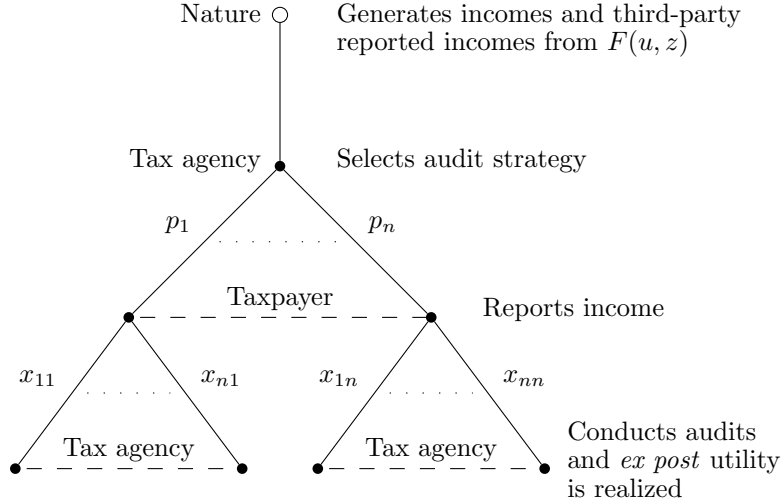 Nature
Generates incomes and third-party
reported incomes from F(u, z)
Tax agency
Selects audit strategy
p1
pn
Taxpayer
Reports income
x11
xn1
x1n
xnn
Tax agency
Tax agency
Conducts audits
and ex post utility
is realized